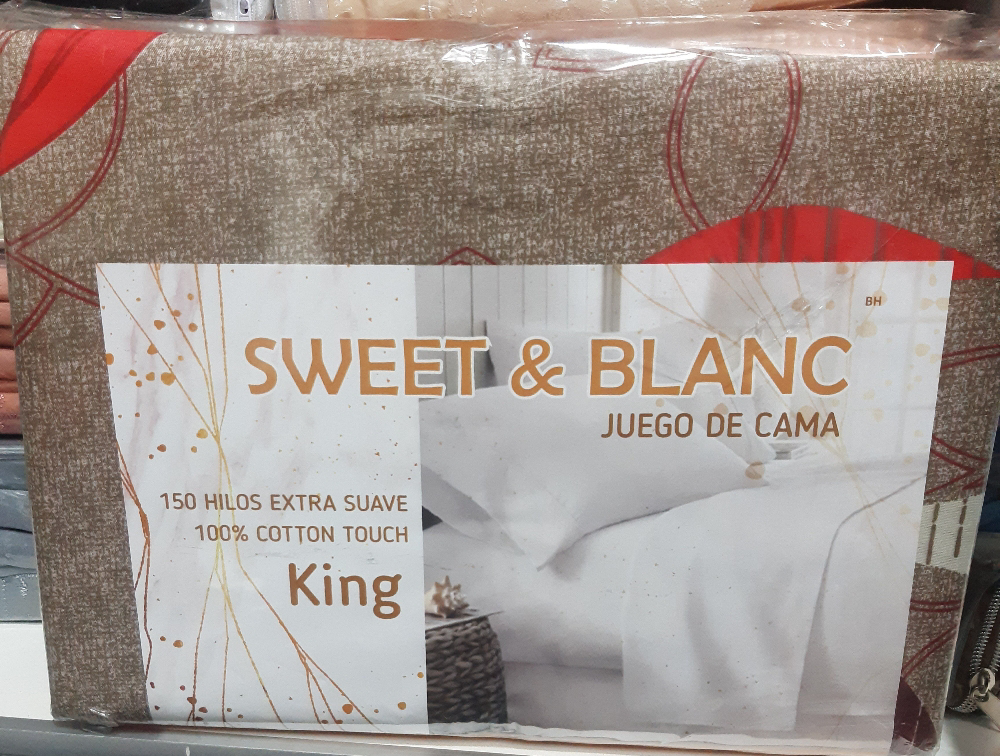 BH
SWEET & BLANC
JUEGO DE CAMA
150 HILOS EXTRA SUAVE
100% COTTON TOUCH
King